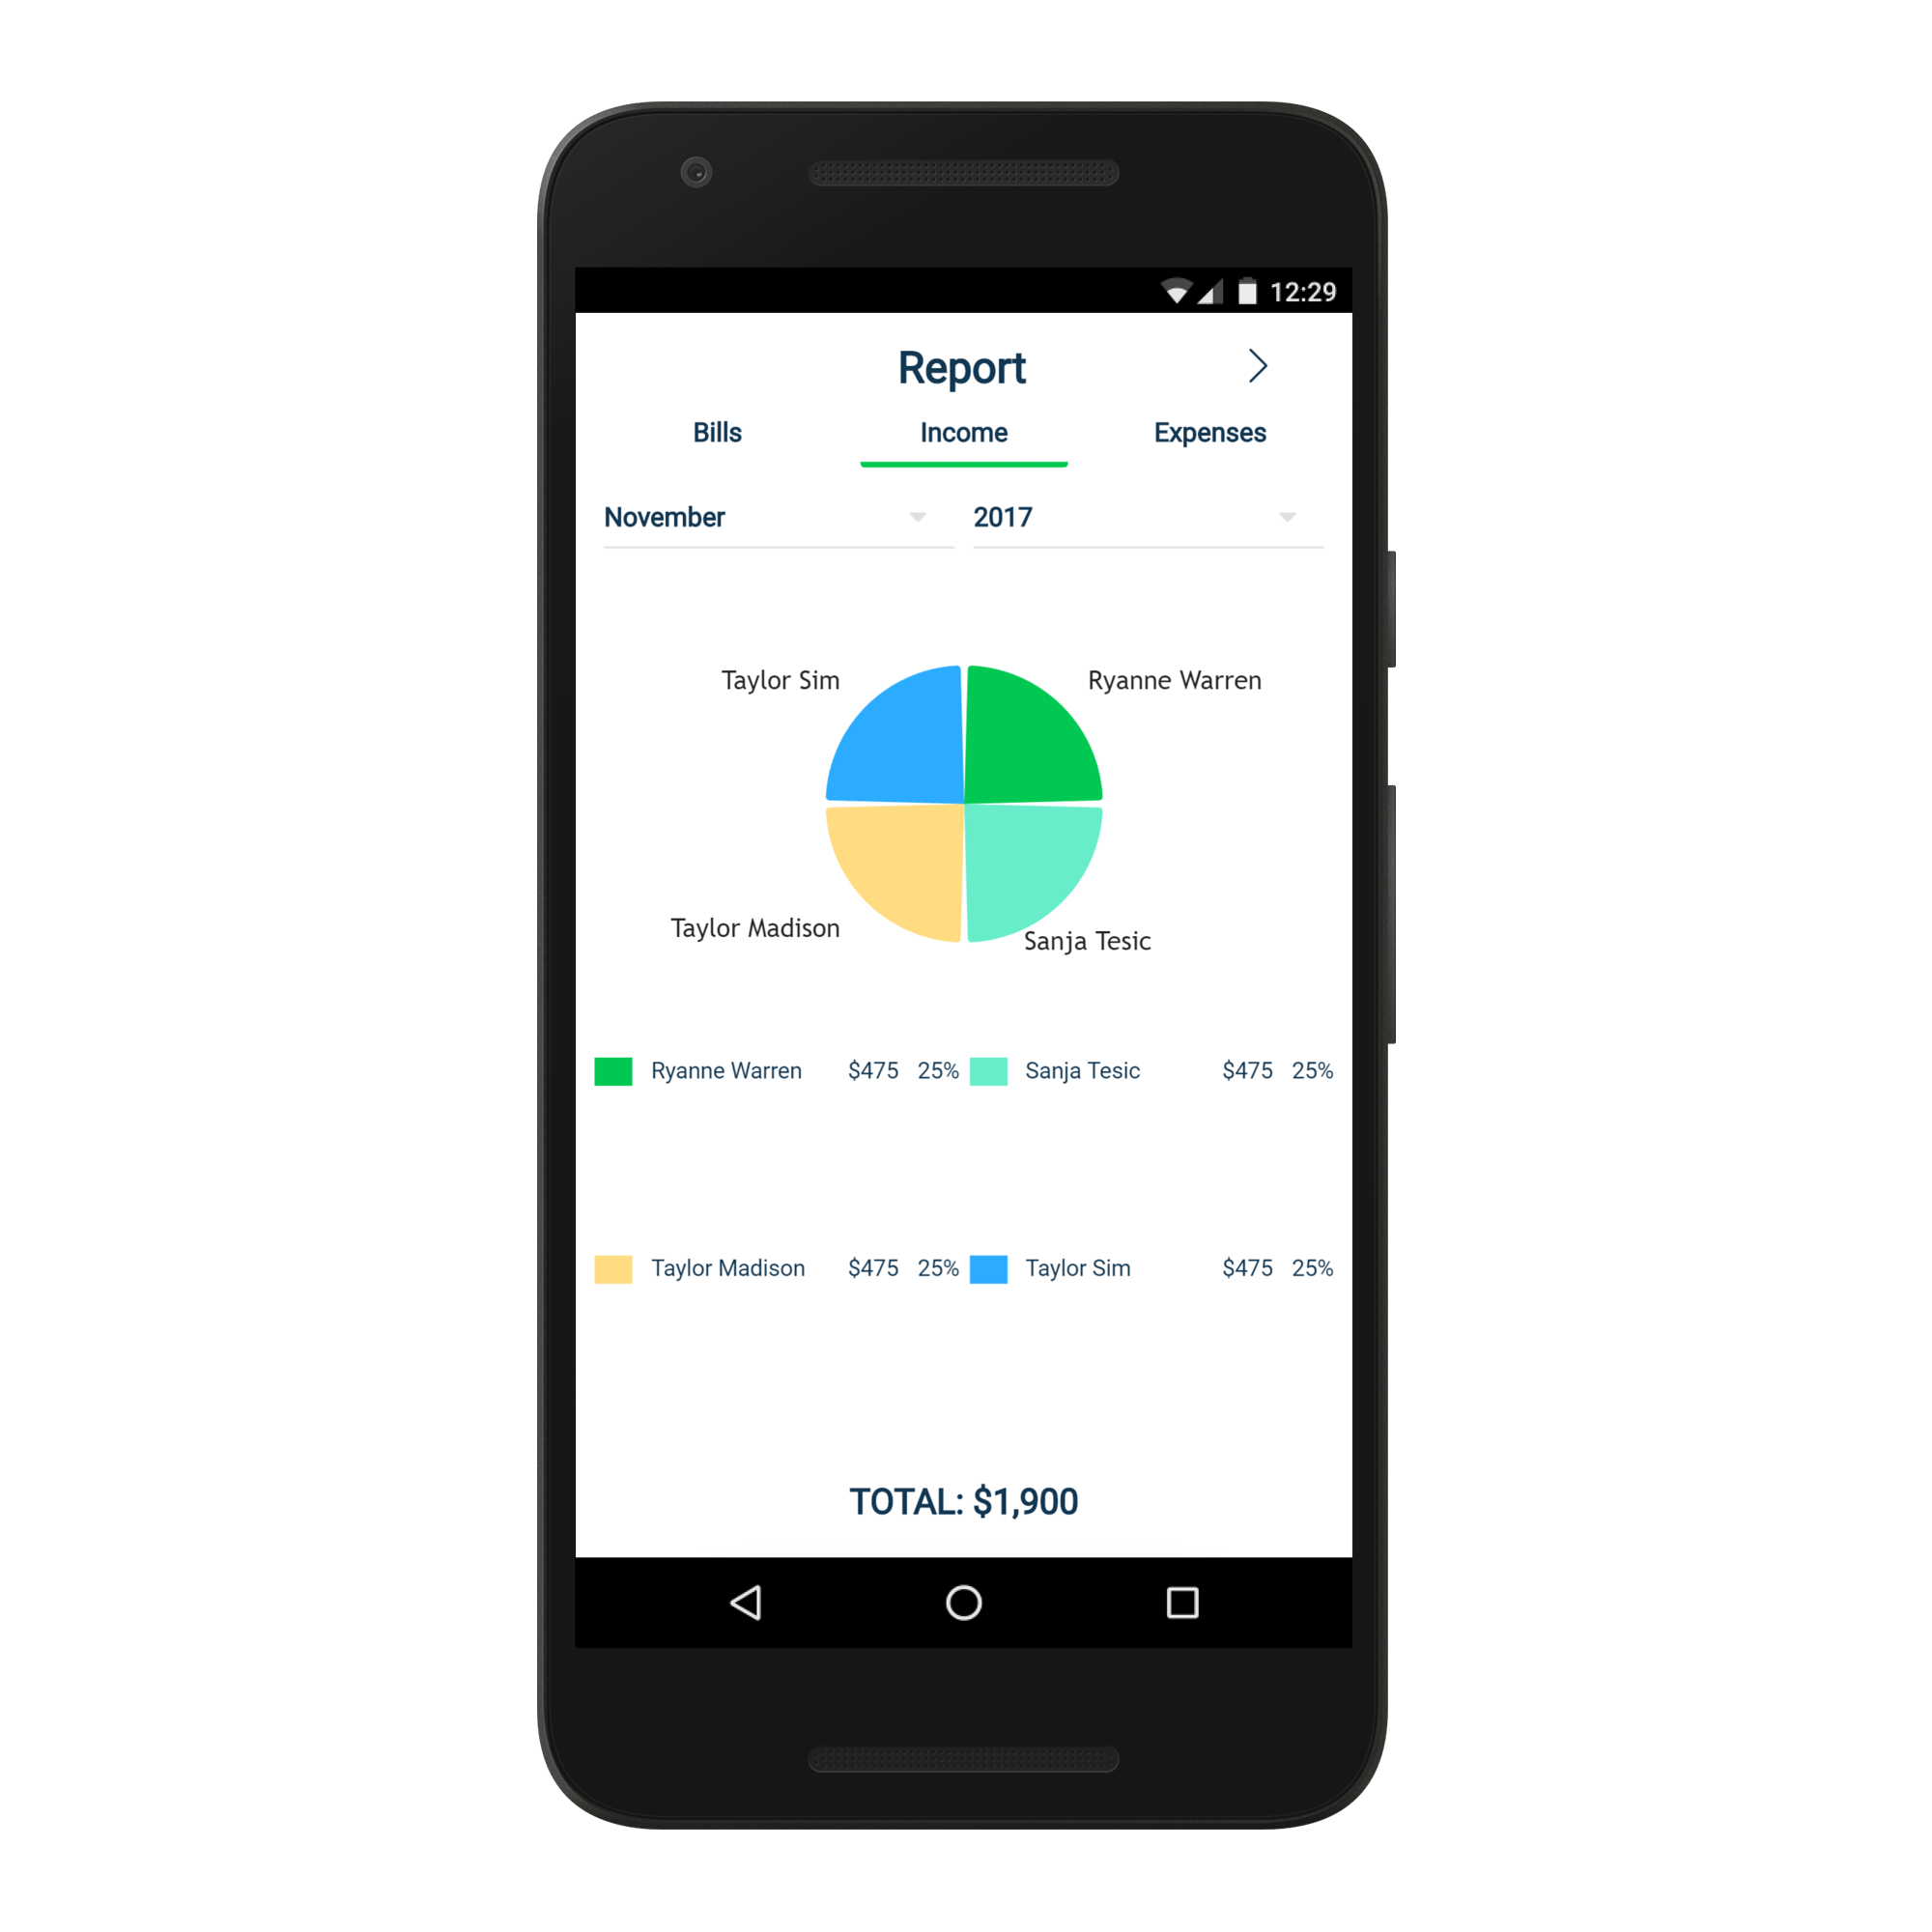 12:29
Report
Bills Income Expenses
November 2017
Taylor Sim Ryanne Warren
Taylor Madison Sanja Tesic
Ryanne Warren $475 25% Sanja Tesic $475 25%
Taylor Madison $475 25% Taylor Sim $475 25%
TOTAL: $1,900